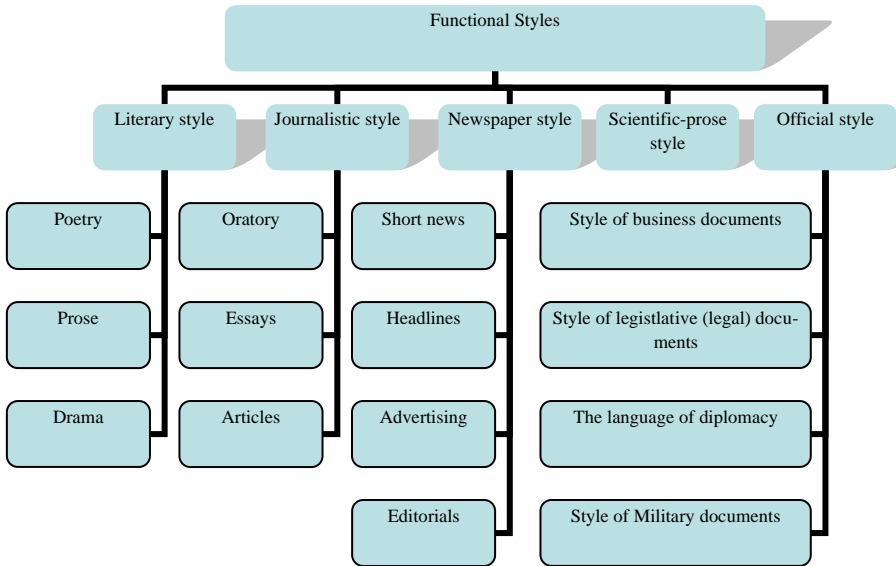 Functional Styles
Literary style
Journalistic style
Newspaper style
Scientific-prose
style
Official style
Poetry
Oratory
Short news
Style of business documents
Prose
Essays
Headlines
Style of legistlative (legal) docu-
ments
Drama
Articles
Advertising
The language of diplomacy
Editorials
Style of Military documents